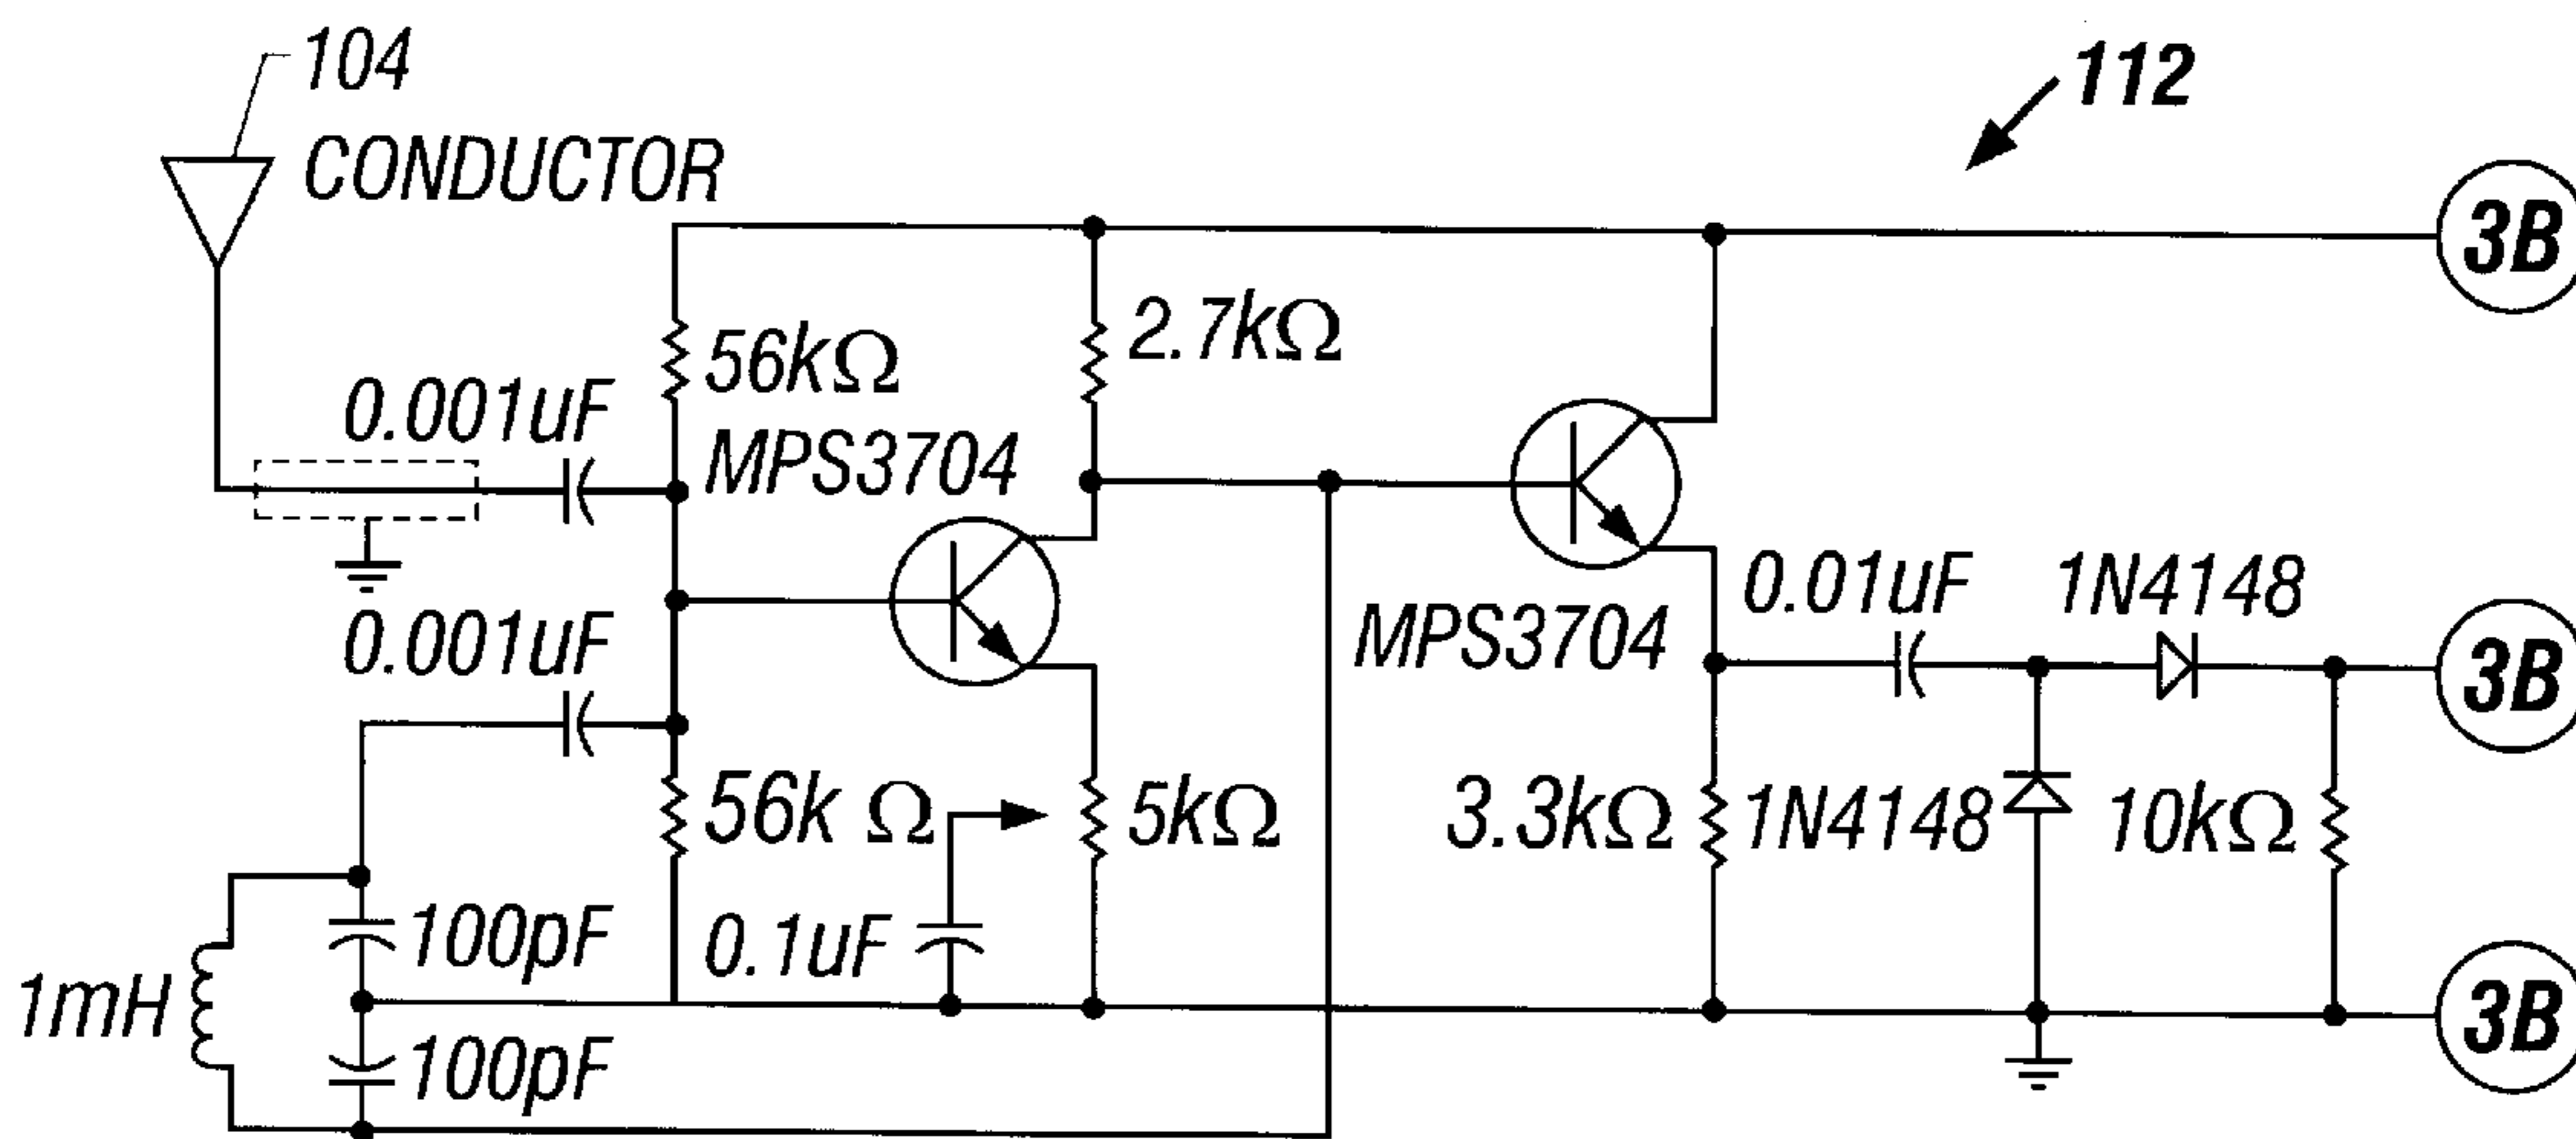 104
CONDUCTOR
112
3B
56kΩ
2.7kΩ
0.001uF
MPS3704
0.001uF
MPS3704
0.01uF
1N4148
3B
56k Ω
5kΩ
3.3kΩ
1N4148
10kΩ
100pF
0.1uF
1mH
3B
100pF